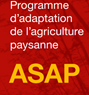 Programme
d'adaptation
de l'agriculture
paysanne
ASAP